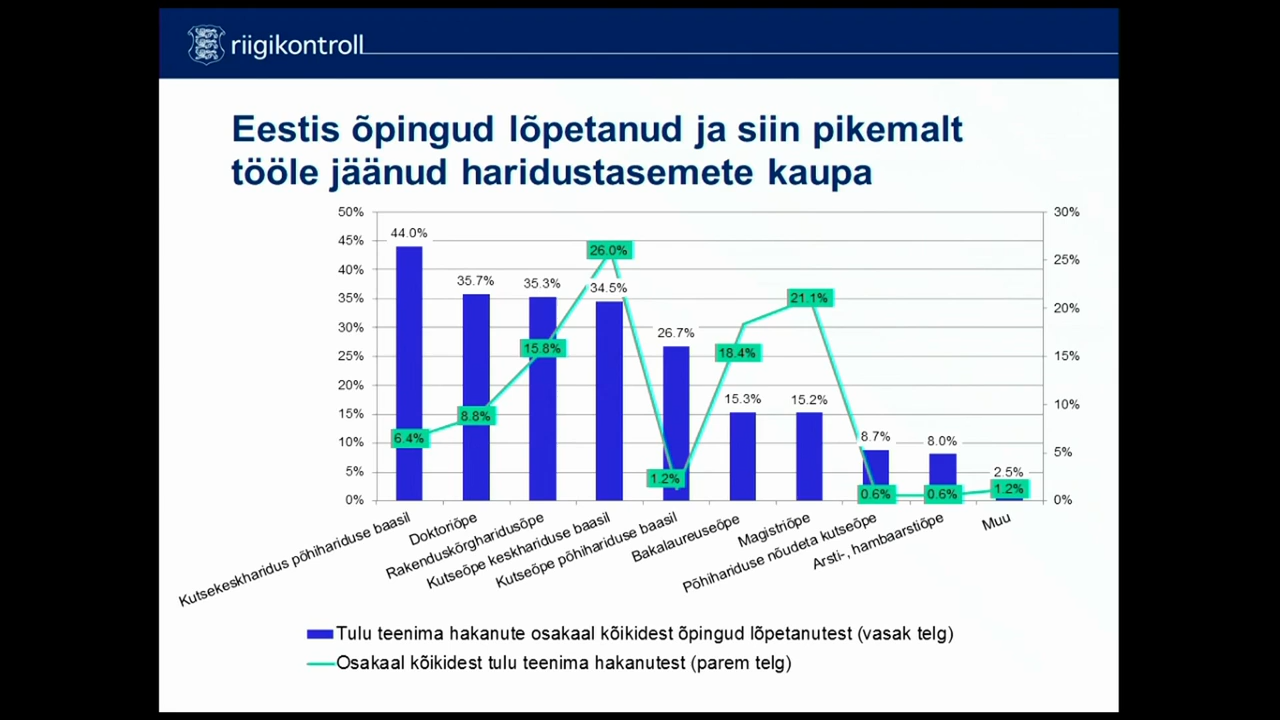 riigikontroll
Eestis õpingud lõpetanud ja siin pikemalt
tööle jäänud haridustasemete kaupa
50%
45%
40%
35%
30%
25%
20%
15%
10%
5%
0%
30%
25%
20%
15%
10%
5%
0%
44.0%
35.7%
35.3%
34.5%
26.7%
15.3%
15.2%
8.7%
8.0%
2.5%
6.4%
8.8%
15.8%
26.0%
1.2%
18.4%
21.1%
0.6%
0.6%
1.2%
Kutsekeskharidus põhihariduse baasil
Doktoriõpe
Rakenduskõrgharidusõpe
Kutseõpe keskhariduse baasil
Kutseõpe põhihariduse baasil
Bakalaureuseõpe
Magistriõpe
Põhihariduse nõudeta kutseõpe
Arsti-, hambaarstiõpe
Muu
Tulu teenima hakanute osakaal kõikidest õpingud lõpetanutest (vasak telg)
Osakaal kõikidest tulu teenima hakanutest (parem telg)